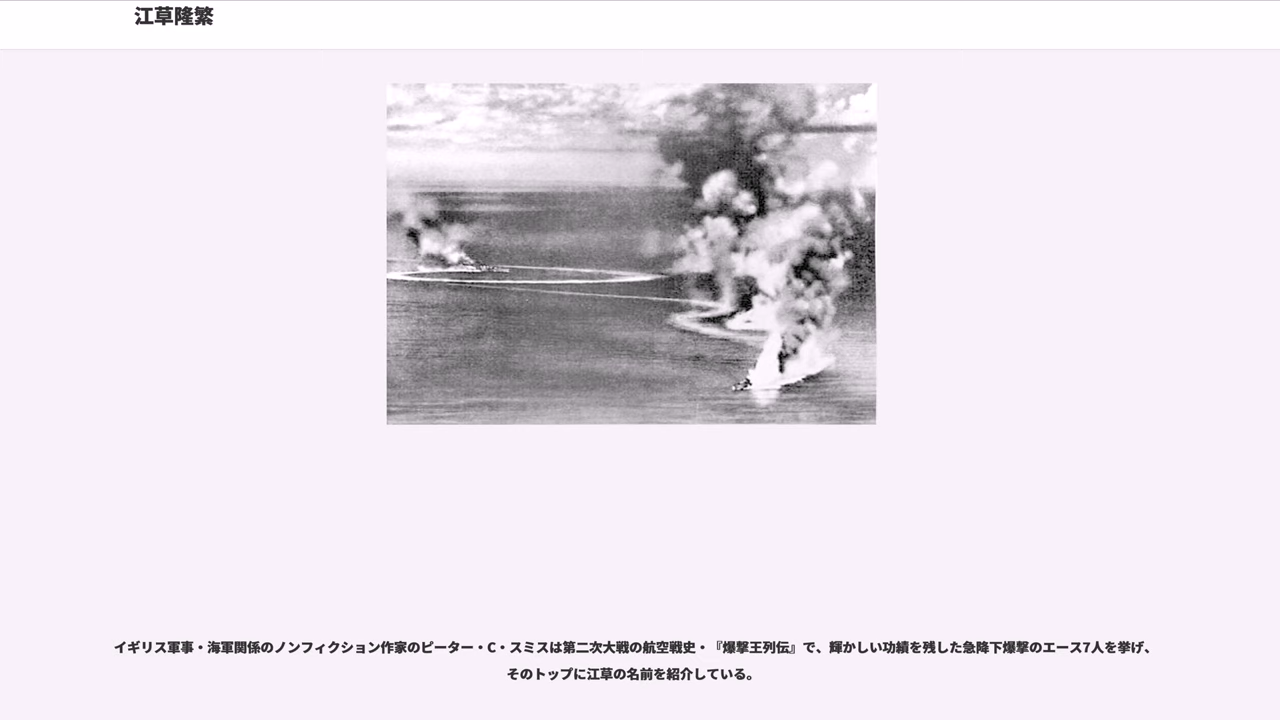 江草隆繁
イギリス軍事・海軍関係のノンフィクション作家のピーター・C・スミスは第二次大戦の航空戦史・『爆撃王列伝』で、輝かしい功績を残した急降下爆撃のエース7人を挙げ、
そのトップに江草の名前を紹介している。